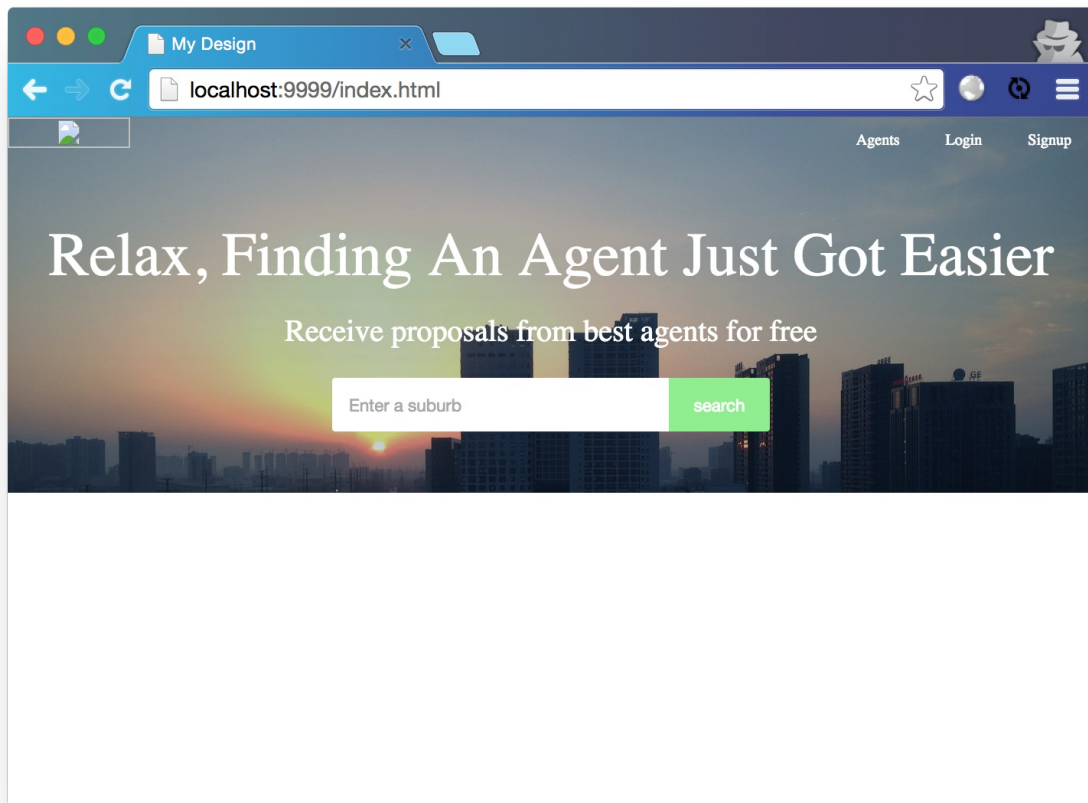 My Design
localhost:9999/index.html
Agents Login Signup
Relax, Finding An Agent Just Got Easier
Receive proposals from best agents for free
Enter a suburb search
GE